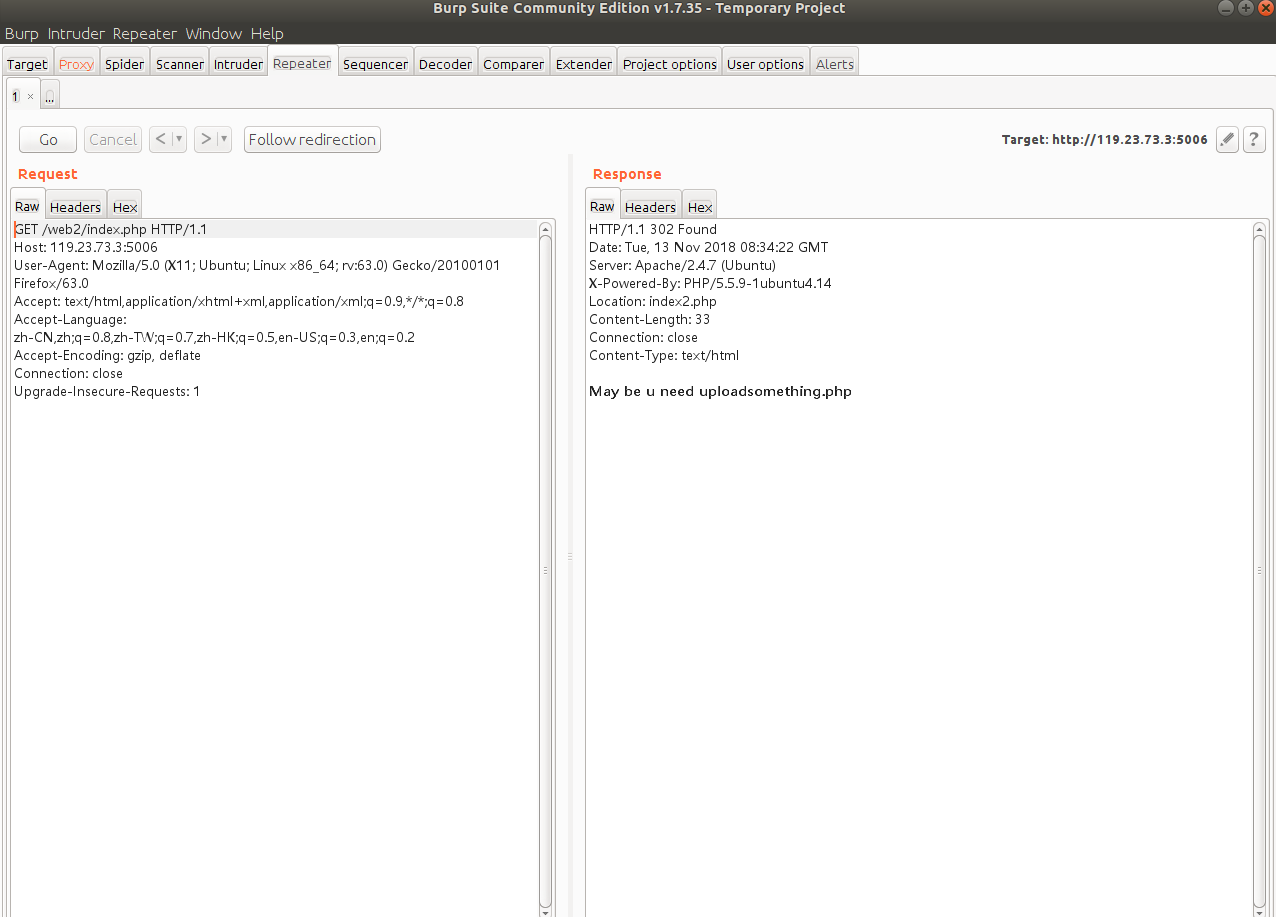 Burp Suite Community Edition v1.7.35 - Temporary Project
Burp Intruder Repeater Window Help
Target Proxy Spider Scanner Intruder Repeater Sequencer Decoder Comparer Extender Project options User options Alerts
1 × ...
Go Cancel < > Follow redirection Target: http://119.23.73.3:5006 ?
Request
Raw Headers Hex
GET /web2/index.php HTTP/1.1
Host: 119.23.73.3:5006
User-Agent: Mozilla/5.0 (X11; Ubuntu; Linux x86_64; rv:63.0) Gecko/20100101
Firefox/63.0
Accept: text/html,application/xhtml+xml,application/xml;q=0.9,*/*;q=0.8
Accept-Language:
zh-CN,zh;q=0.8,zh-TW;q=0.7,zh-HK;q=0.5,en-US;q=0.3,en;q=0.2
Accept-Encoding: gzip, deflate
Connection: close
Upgrade-Insecure-Requests: 1
Response
Raw Headers Hex
HTTP/1.1 302 Found
Date: Tue, 13 Nov 2018 08:34:22 GMT
Server: Apache/2.4.7 (Ubuntu)
X-Powered-By: PHP/5.5.9-1ubuntu4.14
Location: index2.php
Content-Length: 33
Connection: close
Content-Type: text/html
May be u need uploadsomething.php